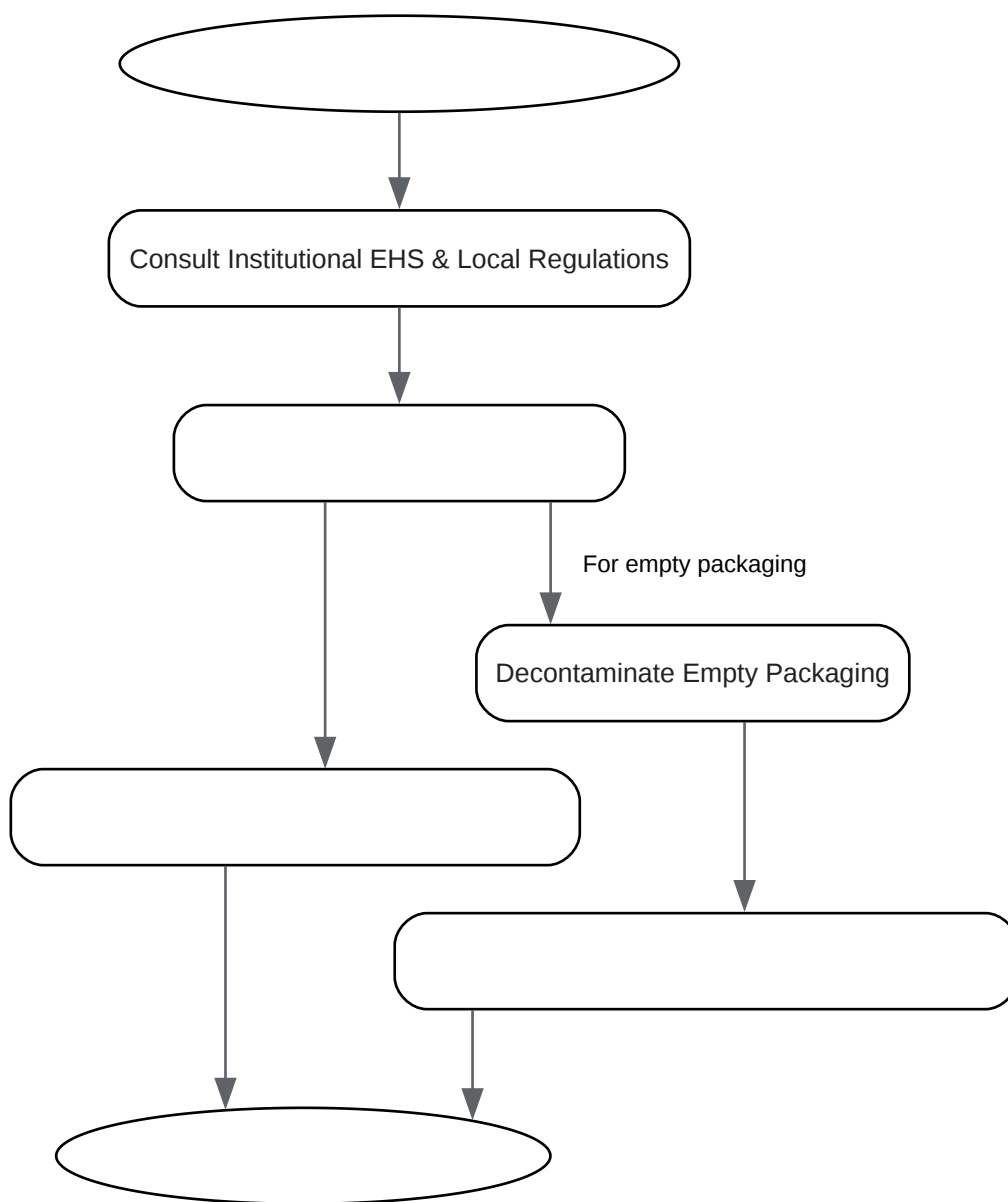 Consult Institutional EHS & Local Regulations
For empty packaging
Decontaminate Empty Packaging